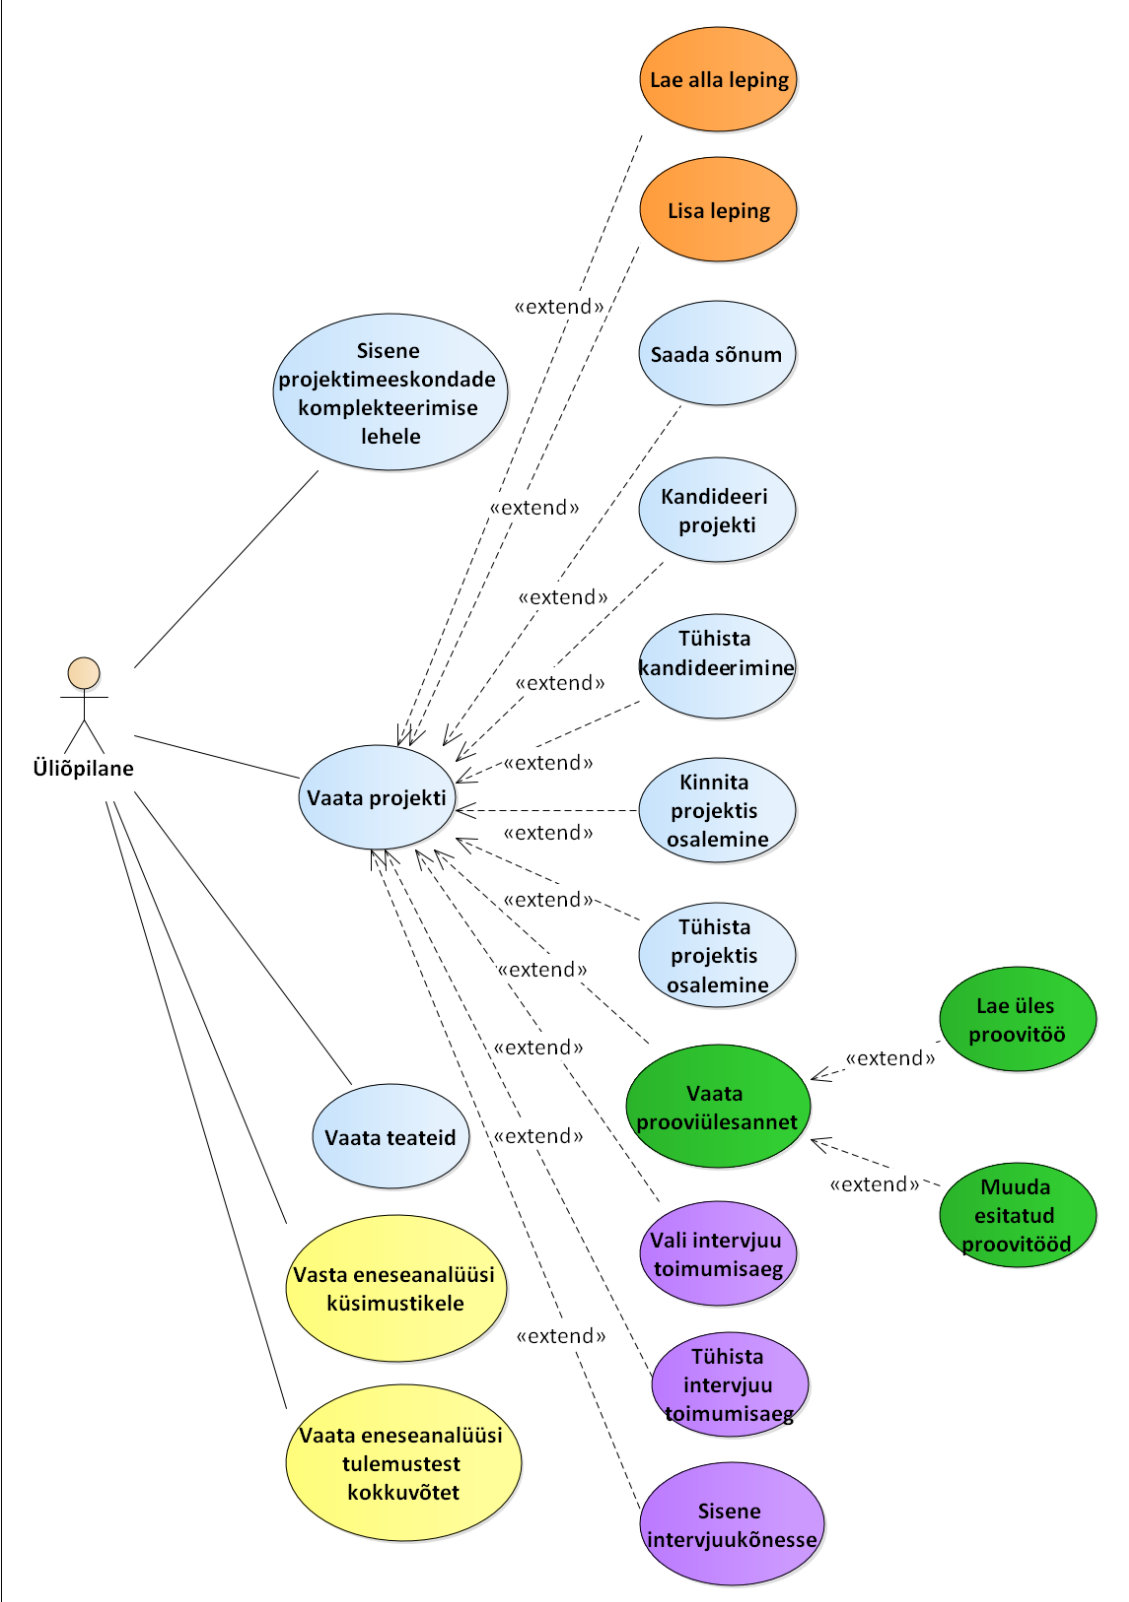 Lae alla leping
Lisa leping
«extend»
Sisene
projektimeeskondade
komplekteerimise
lehele
Saada sõnum
«extend»
Kandideeri
projekti
«extend»
Tühista
kandideerimine
«extend»
Üliõpilane
«extend»
Vaata projekti
Kinnita
projektis
osalemine
«extend»
«extend»
Tühista
projektis
osalemine
«extend»
Lae üles
proovitöö
«extend»
«extend»
Vaata
prooviülesannet
Vaata teateid
«extend»
«extend»
Muuda
esitatud
proovitööd
Vali intervjuu
toimumisaeg
Vasta eneseanalüüsi
küsimustikele
«extend»
Tühista
intervjuu
toimumisaeg
Vaata eneseanalüüsi
tulemustest
kokkuvõtet
Sisene
intervjuukõnesse